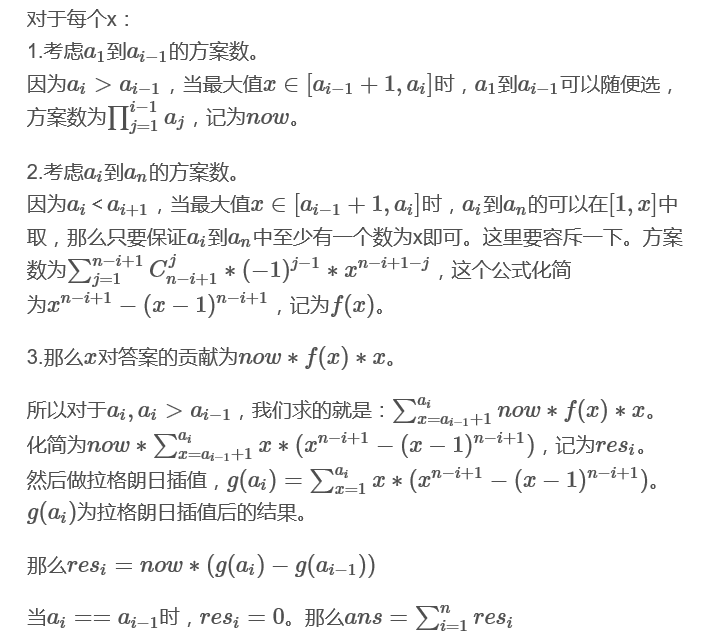 对于每个x：
1.考虑$a_1$到$a_{i-1}$的方案数。
因为$a_i > a_{i-1}$，当最大值$x \in [a_{i-1}+1, a_i]$时，$a_1$到$a_{i-1}$可以随便选，
方案数为$\prod_{j=1}^{i-1} a_j$，记为$now$。
2.考虑$a_i$到$a_n$的方案数。
因为$a_i$ < $a_{i+1}$，当最大值$x \in [a_{i-1}+1, a_i]$时，$a_i$到$a_n$的可以在$[1, x]$中
取，那么只要保证$a_i$到$a_n$中至少有一个数为x即可。这里要容斥一下。方案
数为$\sum_{j=1}^{n-i+1} C_{n-i+1}^{j} * (-1)^{j-1} * x^{n-i+1-j}$，这个公式化简
为$x^{n-i+1} - (x-1)^{n-i+1}$，记为$f(x)$。
3.那么$x$对答案的贡献为$now * f(x) * x$。
所以对于$a_i, a_i > a_{i-1}$，我们求的就是：$\sum_{x=a_{i-1}+1}^{a_i} now * f(x) * x$。
化简为$now * \sum_{x=a_{i-1}+1}^{a_i} x * (x^{n-i+1} - (x-1)^{n-i+1})$，记为$res_i$。
然后做拉格朗日插值，$g(a_i) = \sum_{x=1}^{a_i} x * (x^{n-i+1} - (x-1)^{n-i+1})$。
$g(a_i)$为拉格朗日插值后的结果。
那么$res_i = now * (g(a_i) - g(a_{i-1}))$
当$a_i == a_{i-1}$时，$res_i = 0$。那么$ans = \sum_{i=1}^{n} res_i$